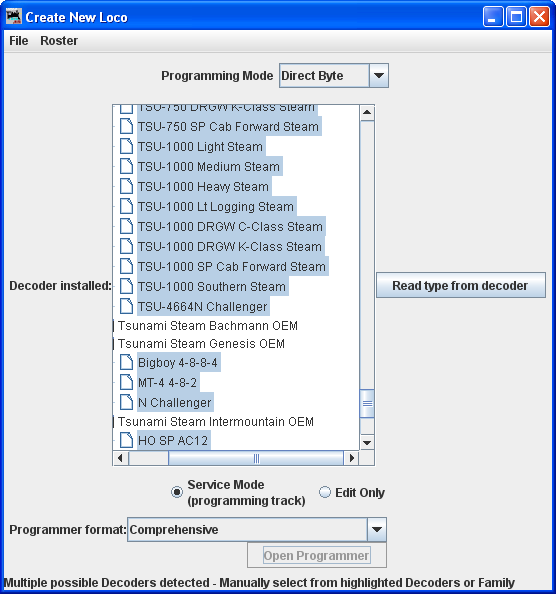 Create New Loco
File Roster
Programming Mode Direct Byte
TSU-750 DRGW K-Class Steam
TSU-750 SP Cab Forward Steam
TSU-1000 Light Steam
TSU-1000 Medium Steam
TSU-1000 Heavy Steam
TSU-1000 Lt Logging Steam
TSU-1000 DRGW C-Class Steam
TSU-1000 DRGW K-Class Steam
TSU-1000 SP Cab Forward Steam
Decoder installed:
TSU-1000 Southern Steam
Read type from decoder
TSU-4664N Challenger
Tsunami Steam Bachmann OEM
Tsunami Steam Genesis OEM
Bigboy 4-8-8-4
MT-4 4-8-2
N Challenger
Tsunami Steam Intermountain OEM
HO SP AC12
Service Mode
(programming track)
Edit Only
Programmer format: Comprehensive
Open Programmer
Multiple possible Decoders detected - Manually select from highlighted Decoders or Family